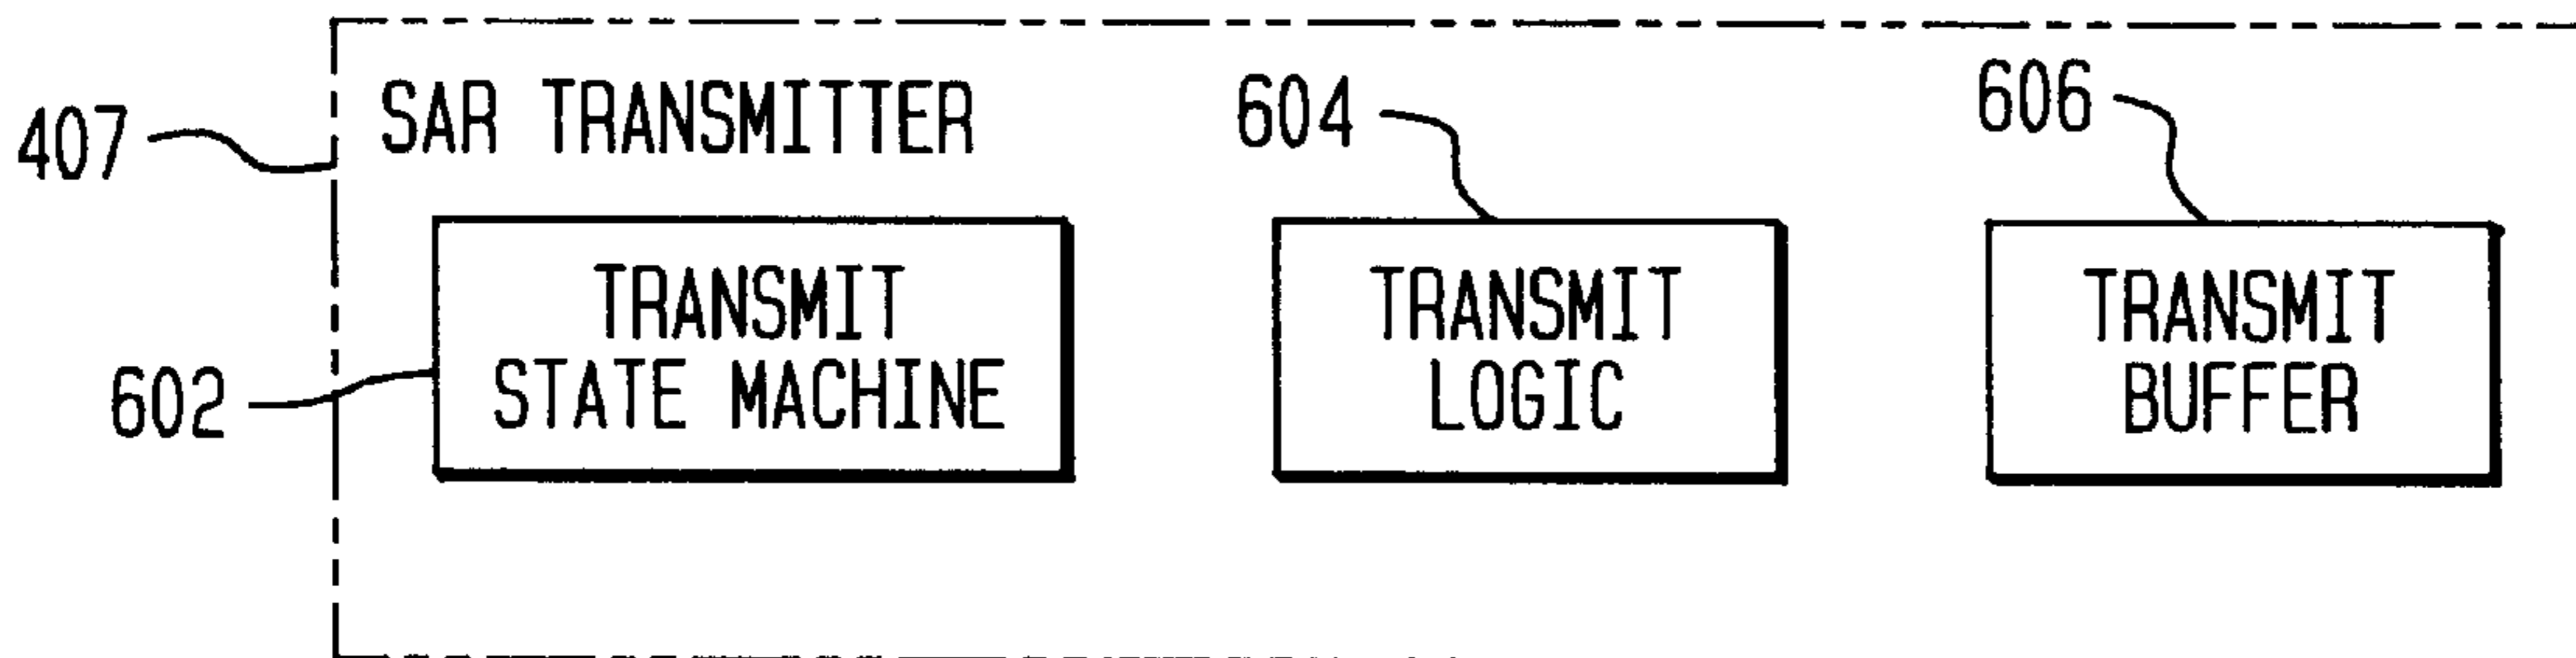 407
SAR TRANSMITTER
604
606
602
TRANSMIT
STATE MACHINE
TRANSMIT
LOGIC
TRANSMIT
BUFFER